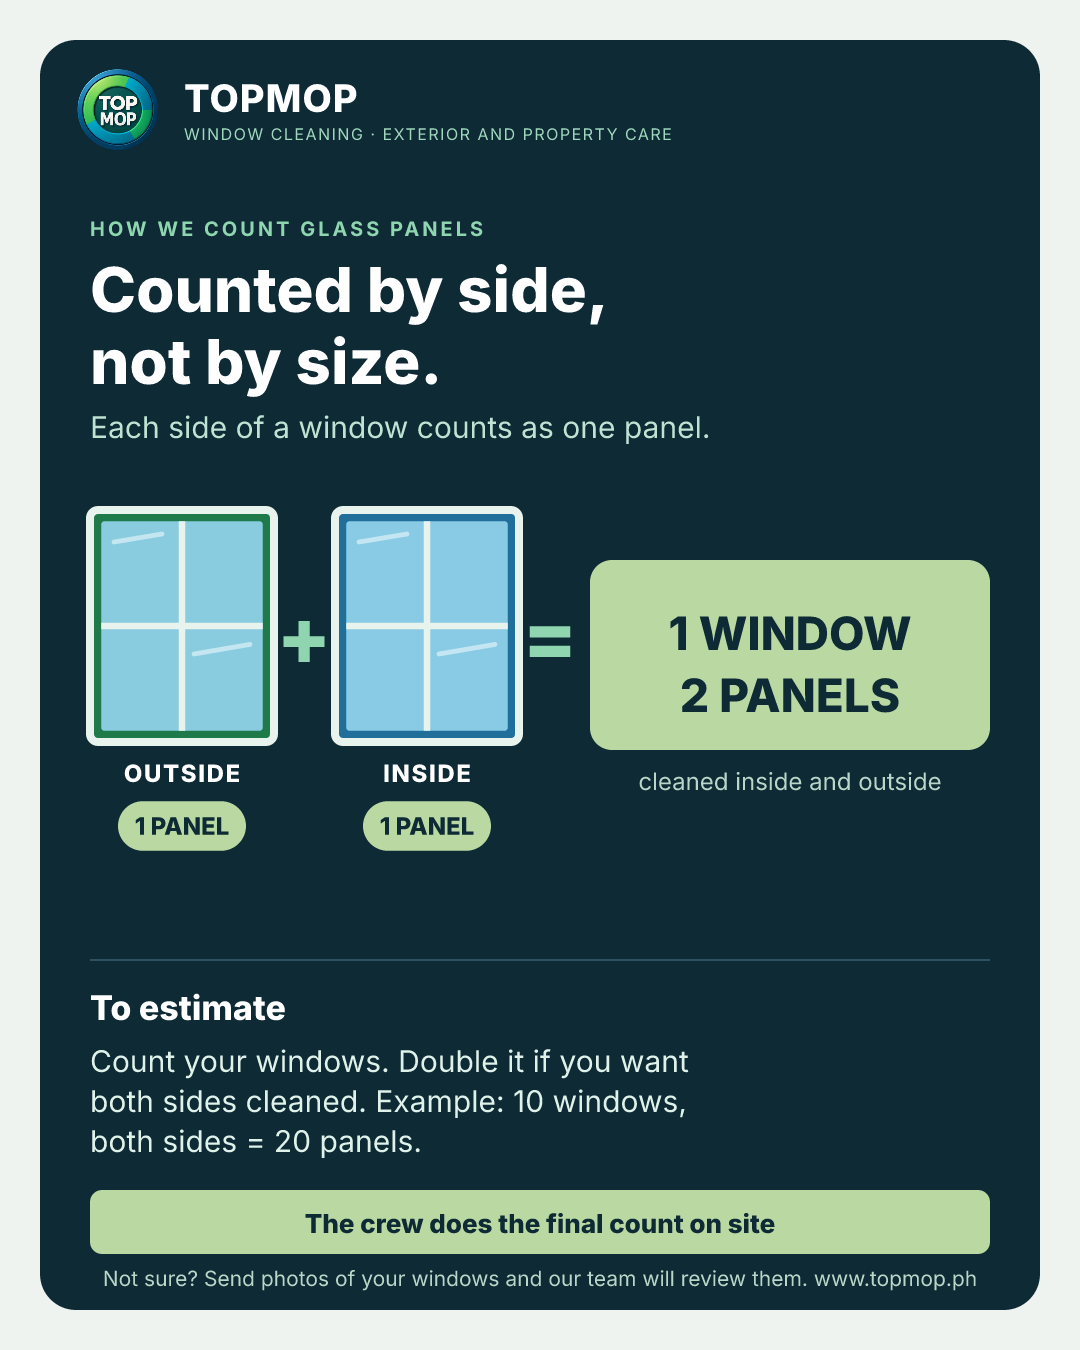 TOP
MOP
TOPMOP
WINDOW CLEANING · EXTERIOR AND PROPERTY CARE
HOW WE COUNT GLASS PANELS
Counted by side,
not by size.
Each side of a window counts as one panel.
+
=
1 WINDOW
2 PANELS
cleaned inside and outside
OUTSIDE
1 PANEL
INSIDE
1 PANEL
To estimate
Count your windows. Double it if you want
both sides cleaned. Example: 10 windows,
both sides = 20 panels.
The crew does the final count on site
Not sure? Send photos of your windows and our team will review them. www.topmop.ph